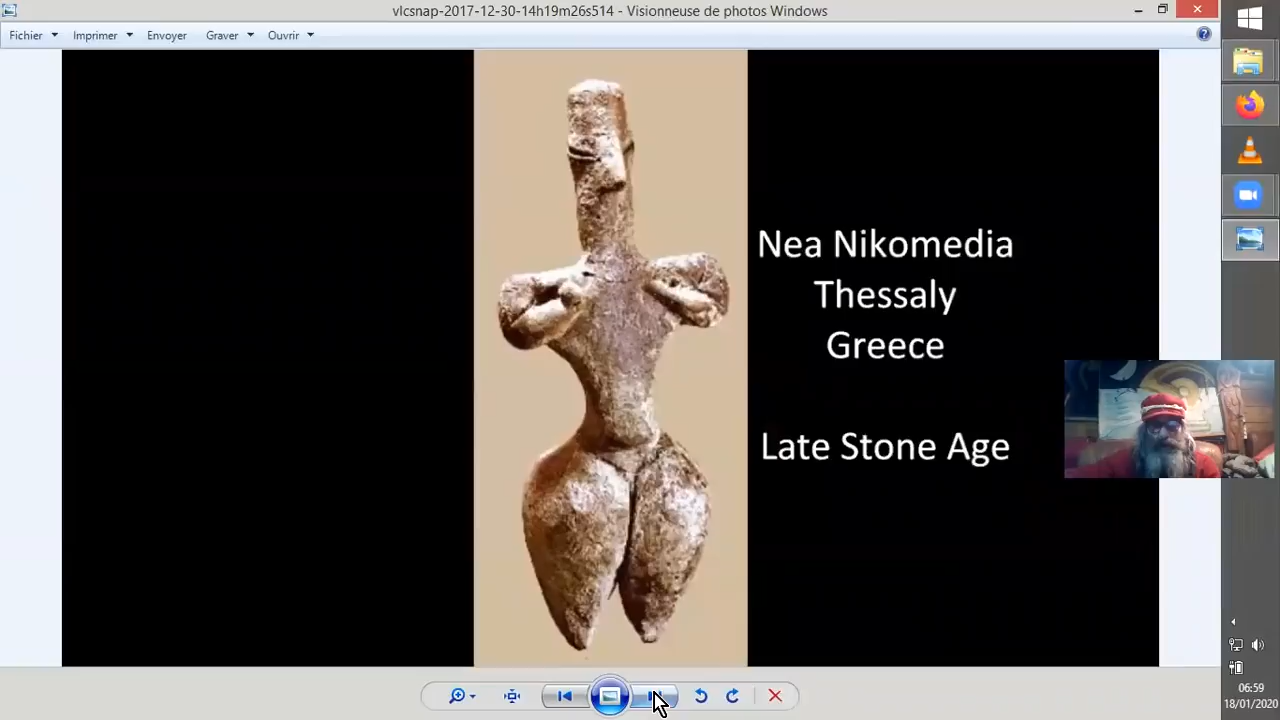 vlcsnap-2017-12-30-14h19m26s514 - Visionneuse de photos Windows
Fichier Imprimer Envoyer Graver Ouvrir
Nea Nikomedia
Thessaly
Greece
Late Stone Age
06:59
18/01/2020